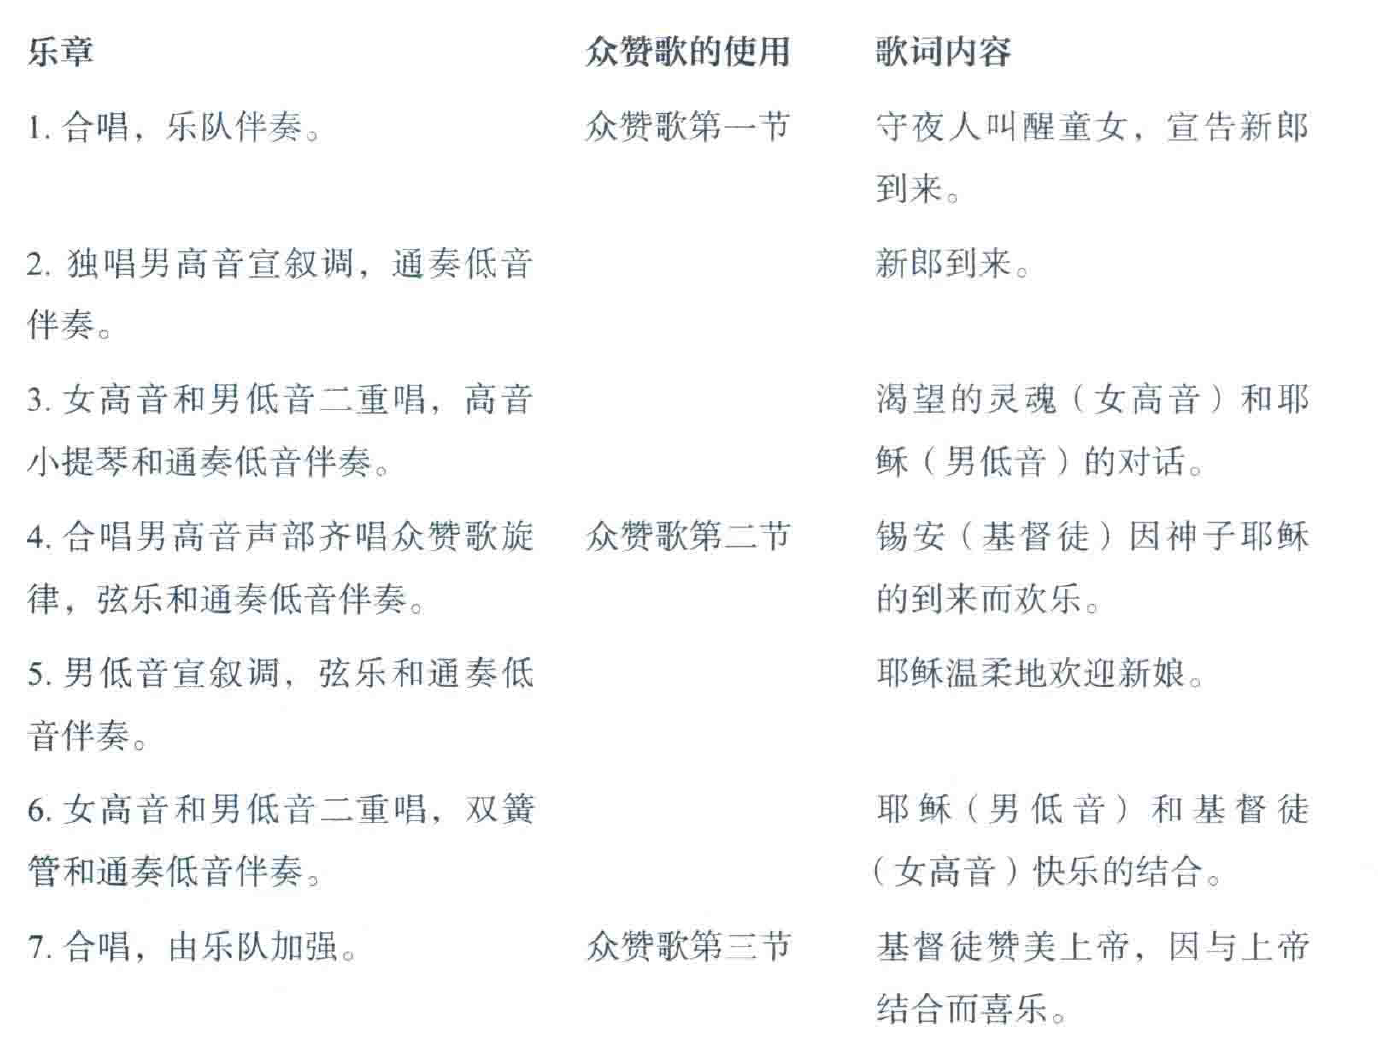 乐章 众赞歌的使用 歌词内容
1. 合唱，乐队伴奏。 众赞歌第一节 守夜人叫醒童女，宣告新郎
到来。
2. 独唱男高音宣叙调，通奏低音 新郎到来。
伴奏。
3. 女高音和男低音二重唱，高音 渴望的灵魂（女高音）和耶
小提琴和通奏低音伴奏。 稣（男低音）的对话。
4. 合唱男高音声部齐唱众赞歌旋 众赞歌第二节 锡安（基督徒）因神子耶稣
律，弦乐和通奏低音伴奏。 的到来而欢乐。
5. 男低音宣叙调，弦乐和通奏低 耶稣温柔地欢迎新娘。
音伴奏。
6. 女高音和男低音二重唱，双簧 耶稣（男低音）和基督徒
管和通奏低音伴奏。 （女高音）快乐的结合。
7. 合唱，由乐队加强。 众赞歌第三节 基督徒赞美上帝，因与上帝
结合而喜乐。